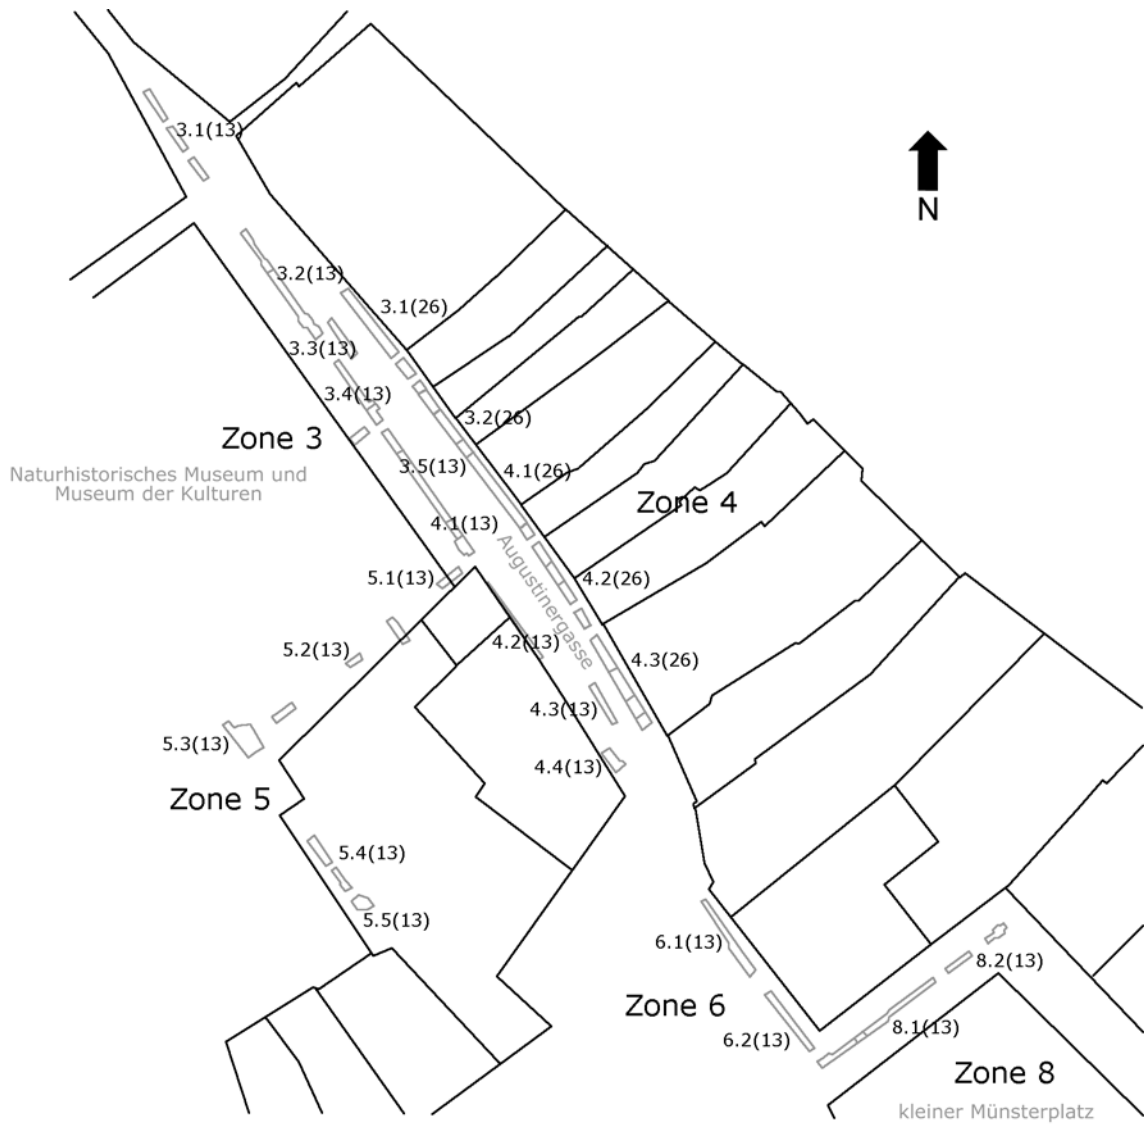 3.1(13)
N
3.2(13)
3.1(26)
3.3(13)
3.4(13)
3.2(26)
Zone 3
3.5(13)
4.1(26)
Naturhistorisches Museum und
Museum der Kulturen
Zone 4
4.1(13)
Augustinergasse
5.1(13)
4.2(26)
4.2(13)
5.2(13)
4.3(26)
4.3(13)
5.3(13)
4.4(13)
Zone 5
5.4(13)
5.5(13)
6.1(13)
8.2(13)
Zone 6
8.1(13)
6.2(13)
Zone 8
kleiner Münsterplatz